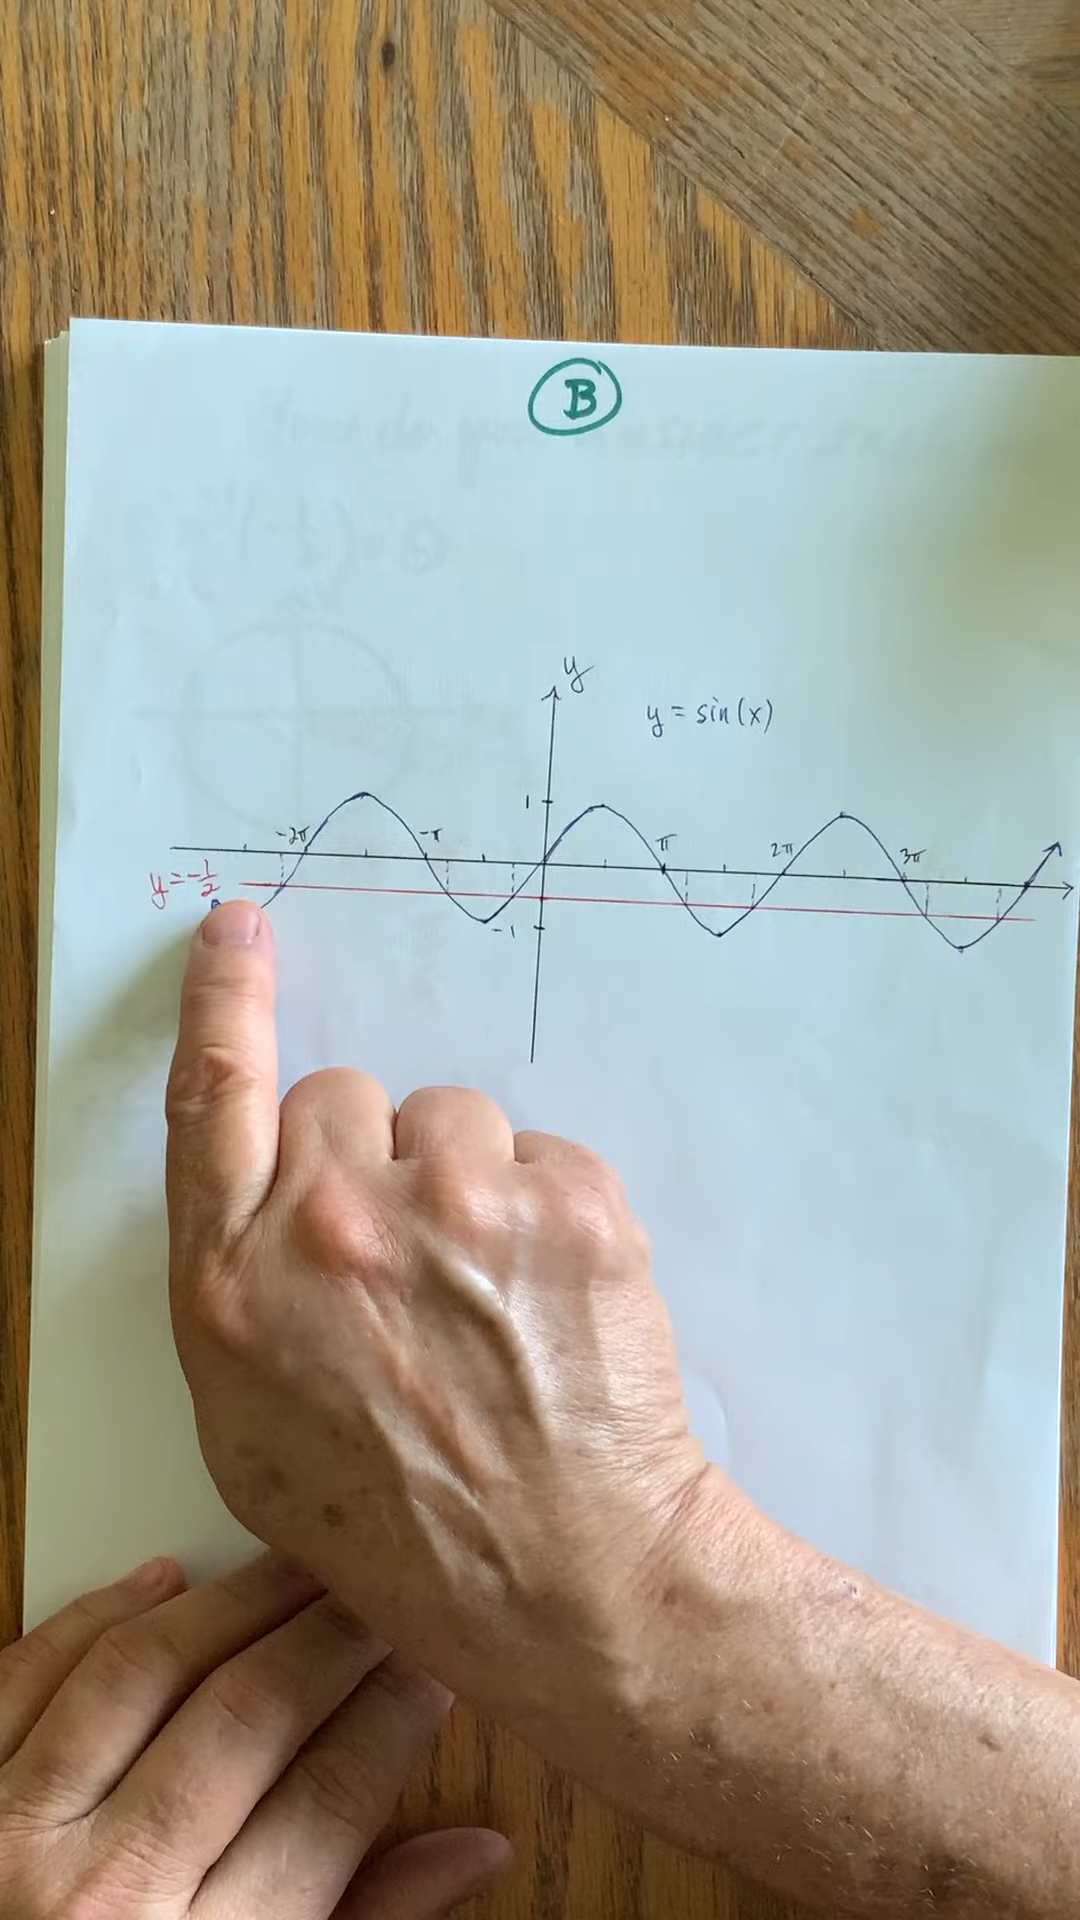 B
y
y = sin(x)
1
-2π
-π
π
2π
3π
y = -1/2
-1